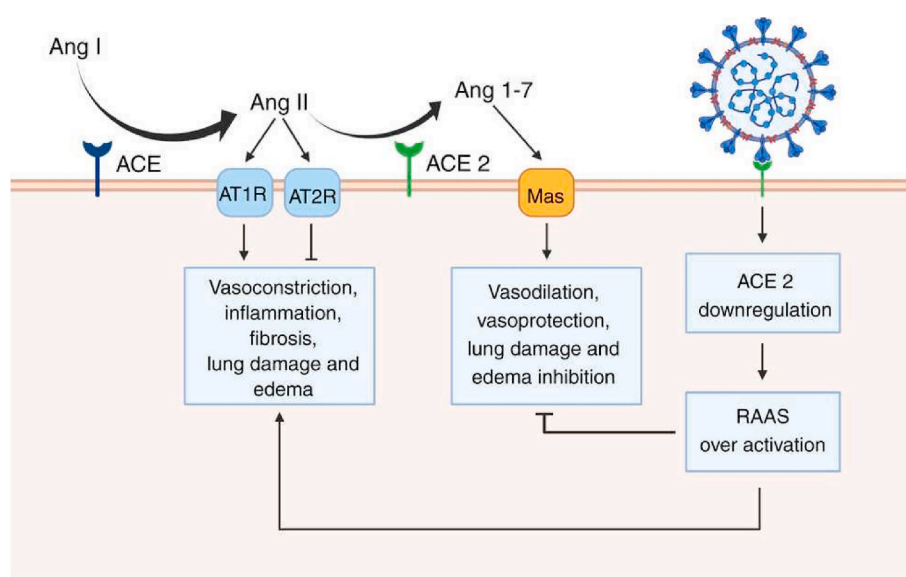 Ang I
Ang II
Ang 1-7
ACE
ACE 2
AT1R
AT2R
Mas
Vasoconstriction,
inflammation,
fibrosis,
lung damage and
edema
Vasodilation,
vasoprotection,
lung damage and
edema inhibition
ACE 2
downregulation
RAAS
over activation